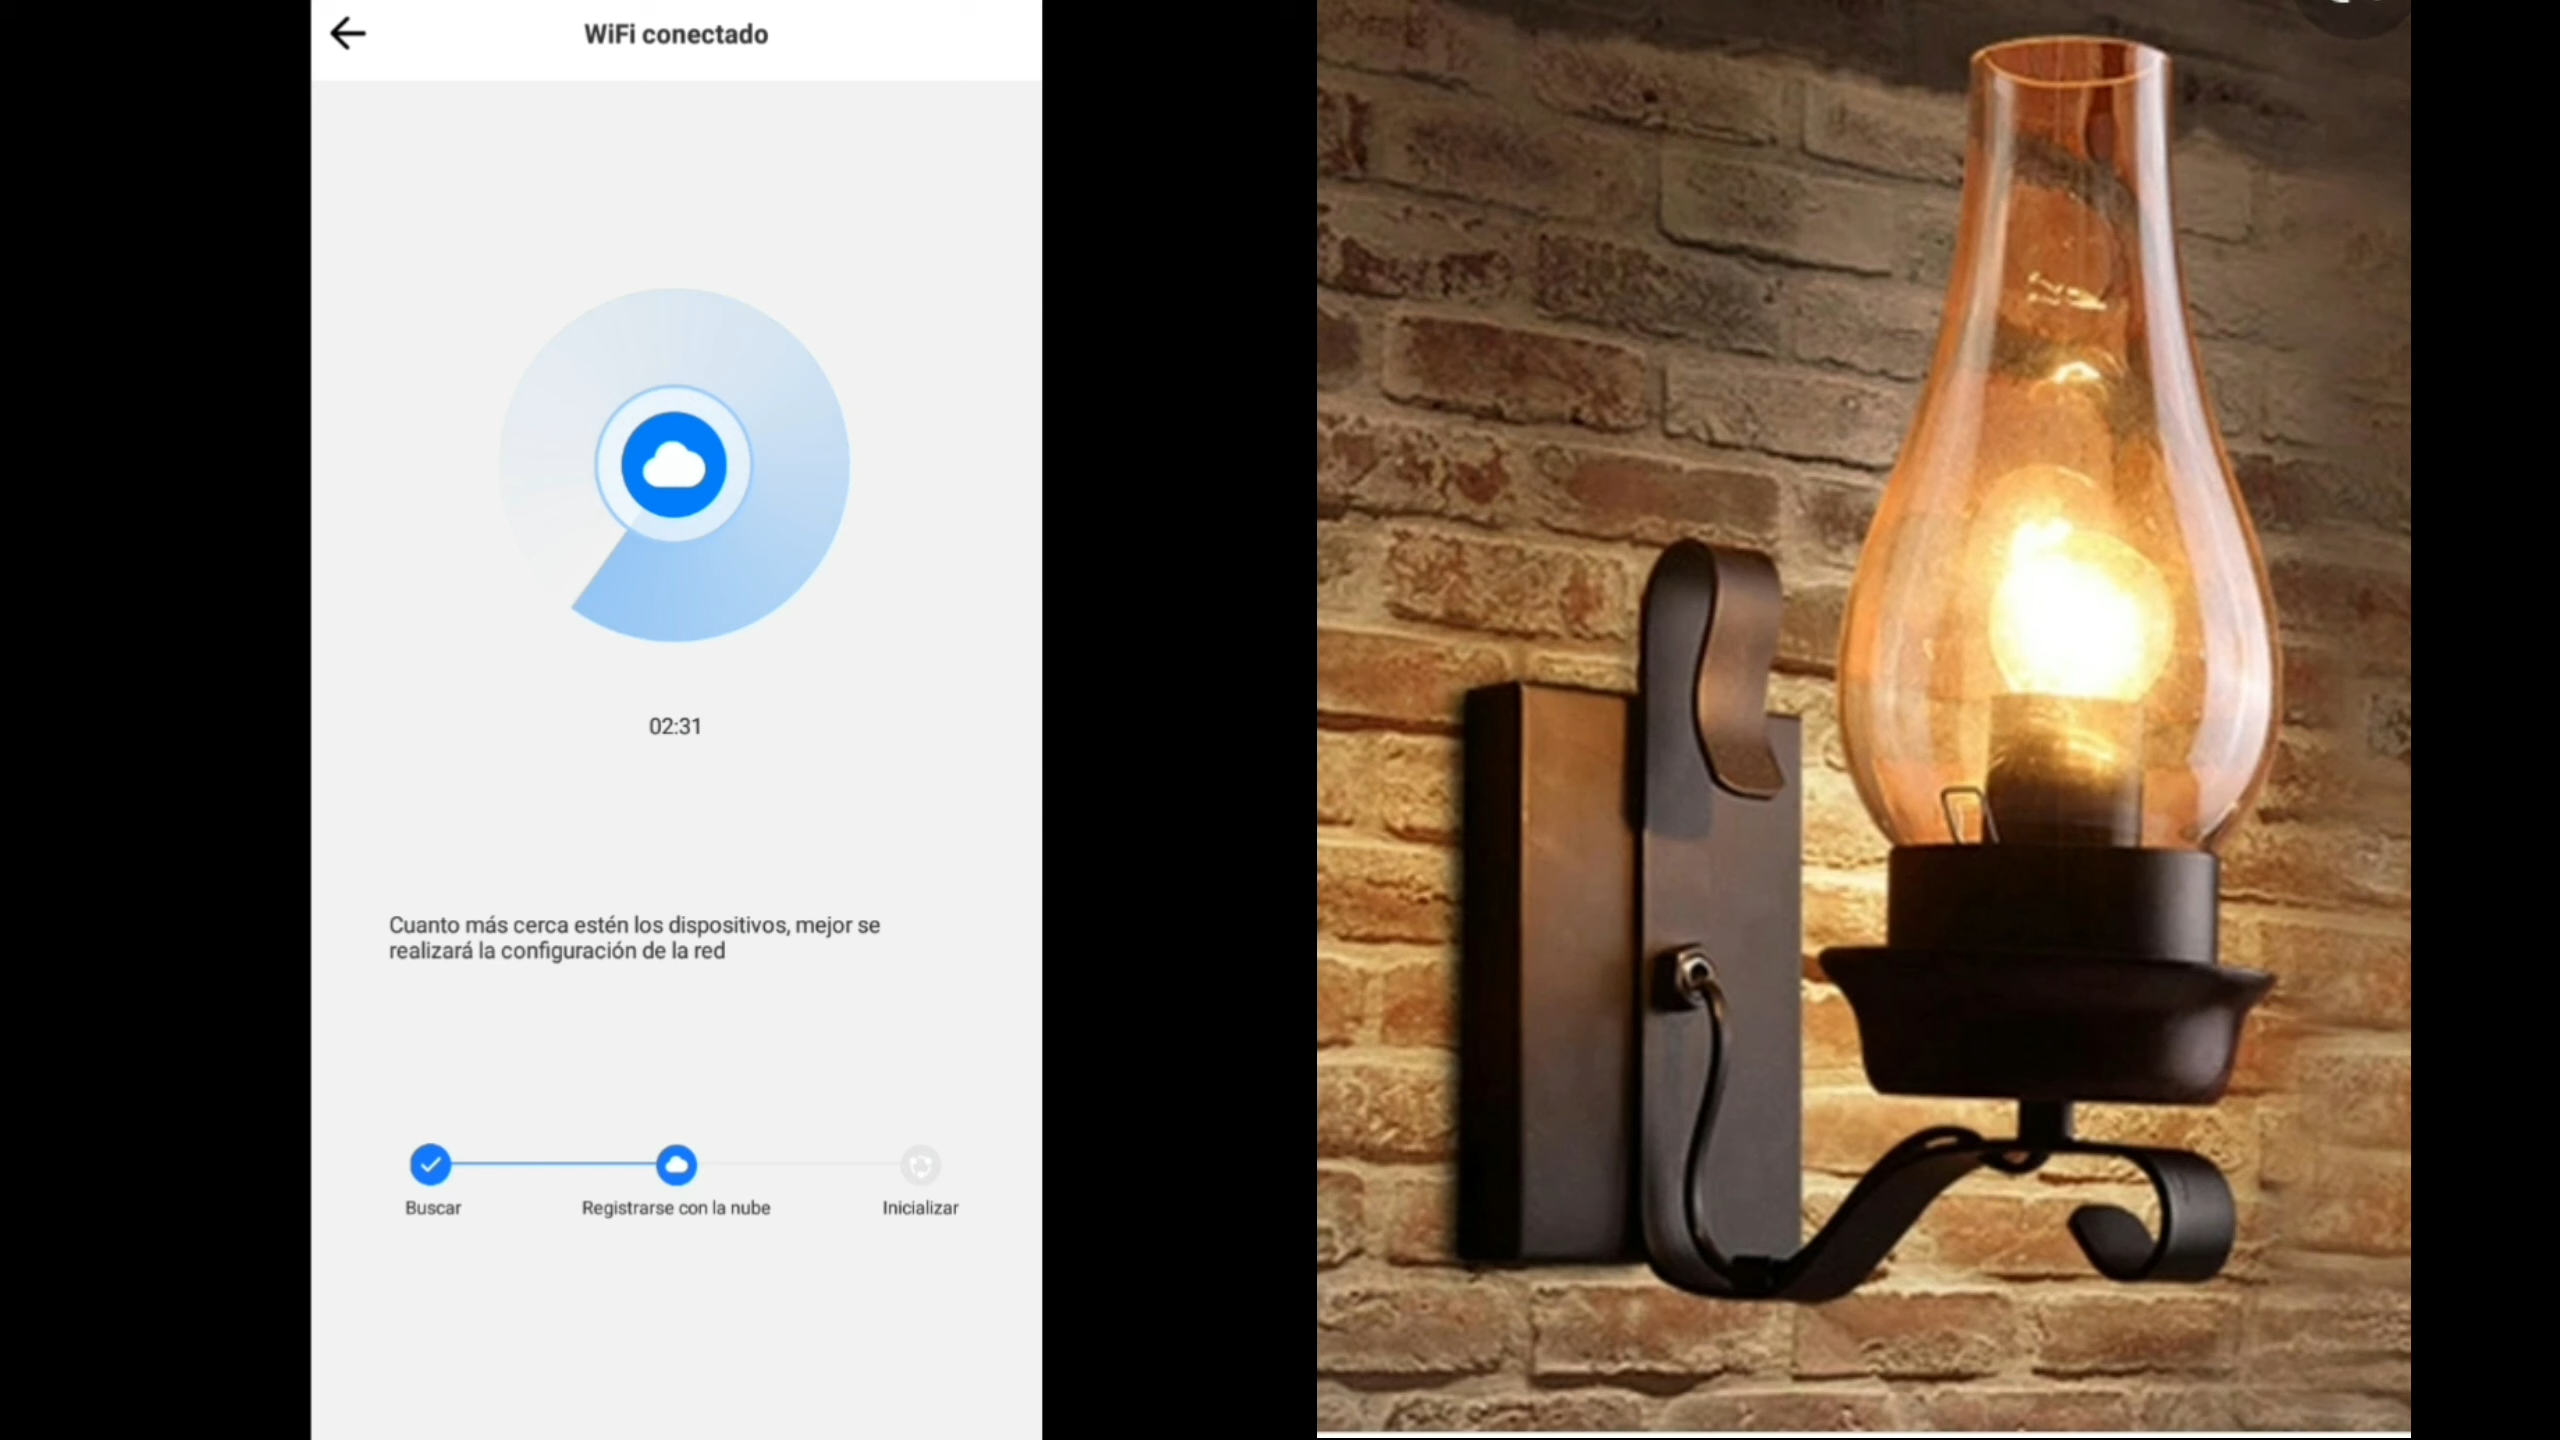 WiFi conectado
02:31
Cuanto más cerca estén los dispositivos, mejor se
realizará la configuración de la red
Buscar
Registrarse con la nube
Inicializar